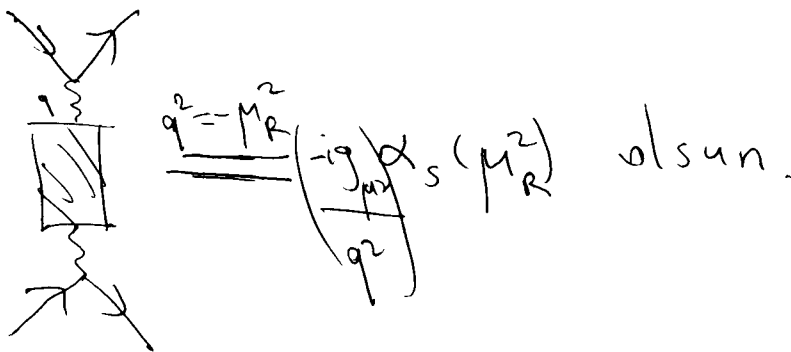 q
q² = -μ_R² (-ig_μν / q²) α_s(μ_R²) olsun.